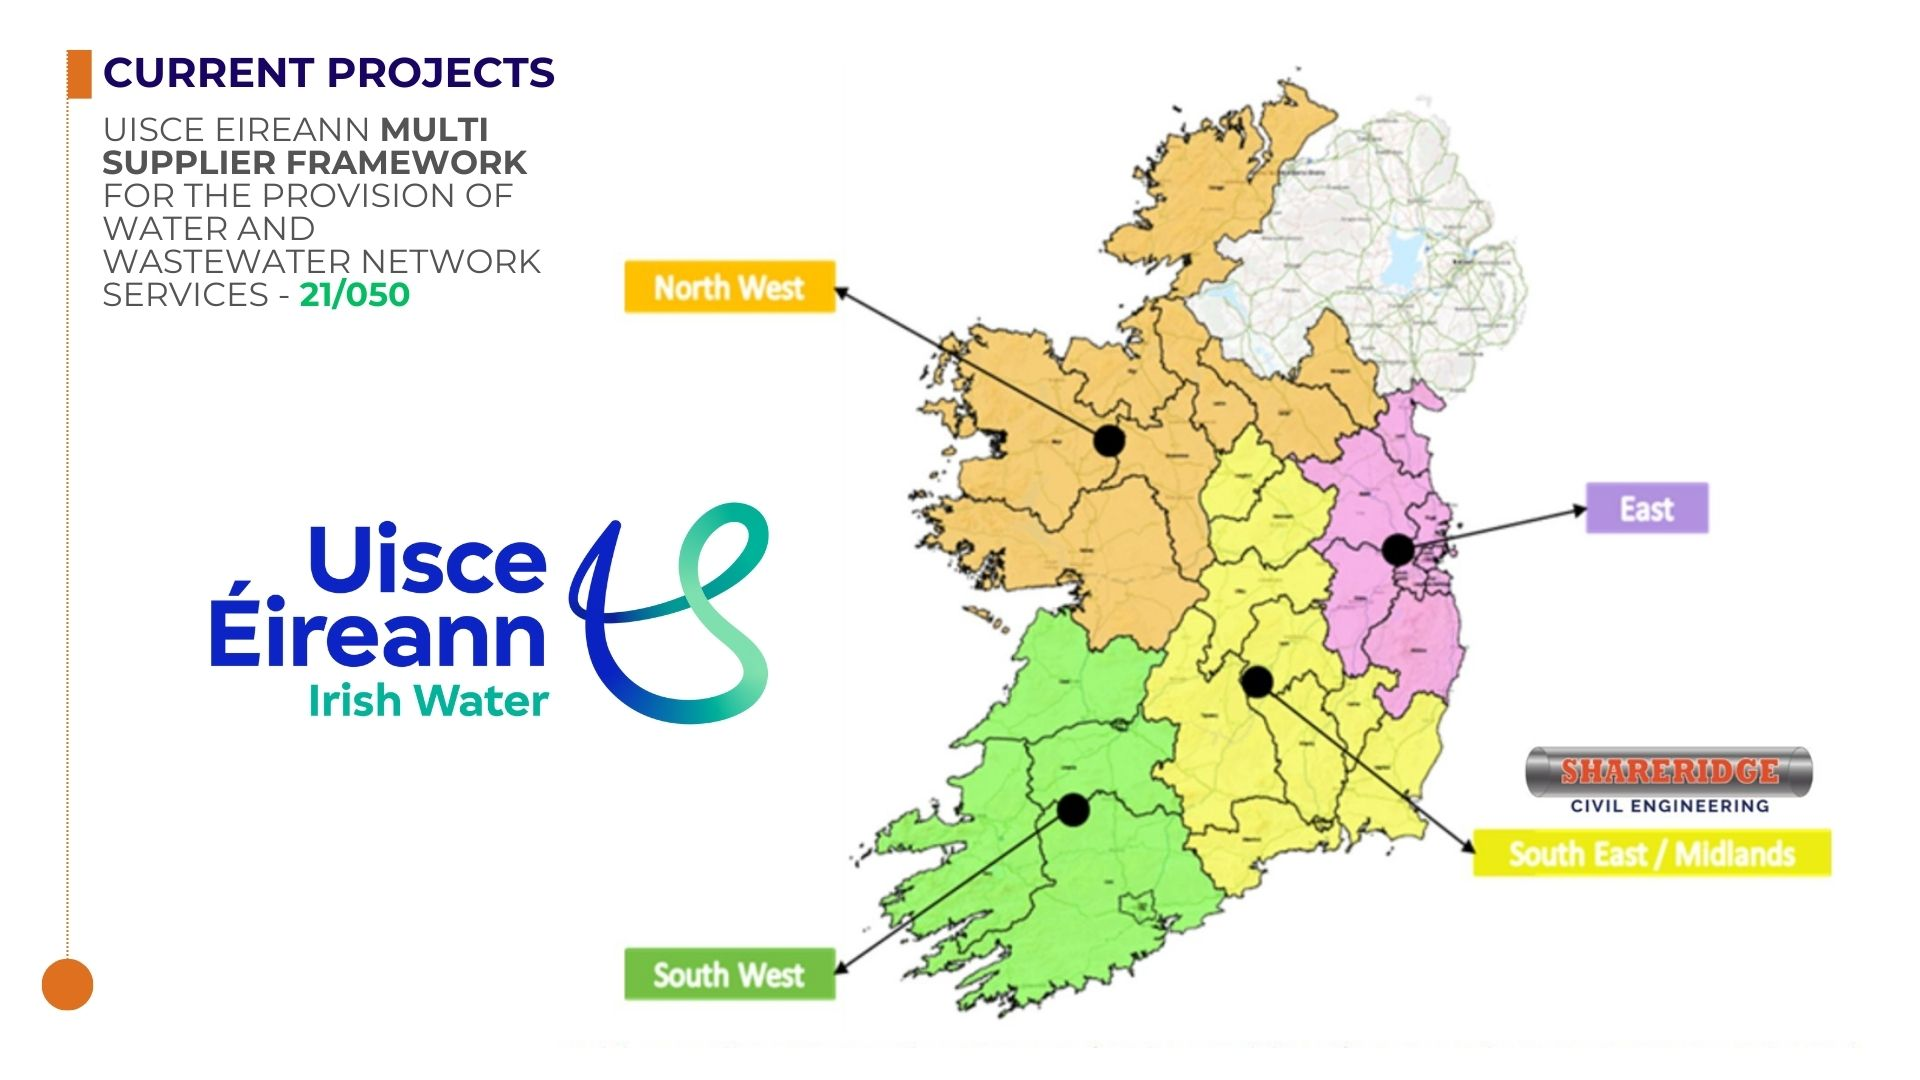 CURRENT PROJECTS
UISCE EIREANN MULTI
SUPPLIER FRAMEWORK
FOR THE PROVISION OF
WATER AND
WASTEWATER NETWORK
SERVICES - 21/050
North West
East
Uisce
Éireann
Irish Water
SHARERIDGE
CIVIL ENGINEERING
South East / Midlands
South West